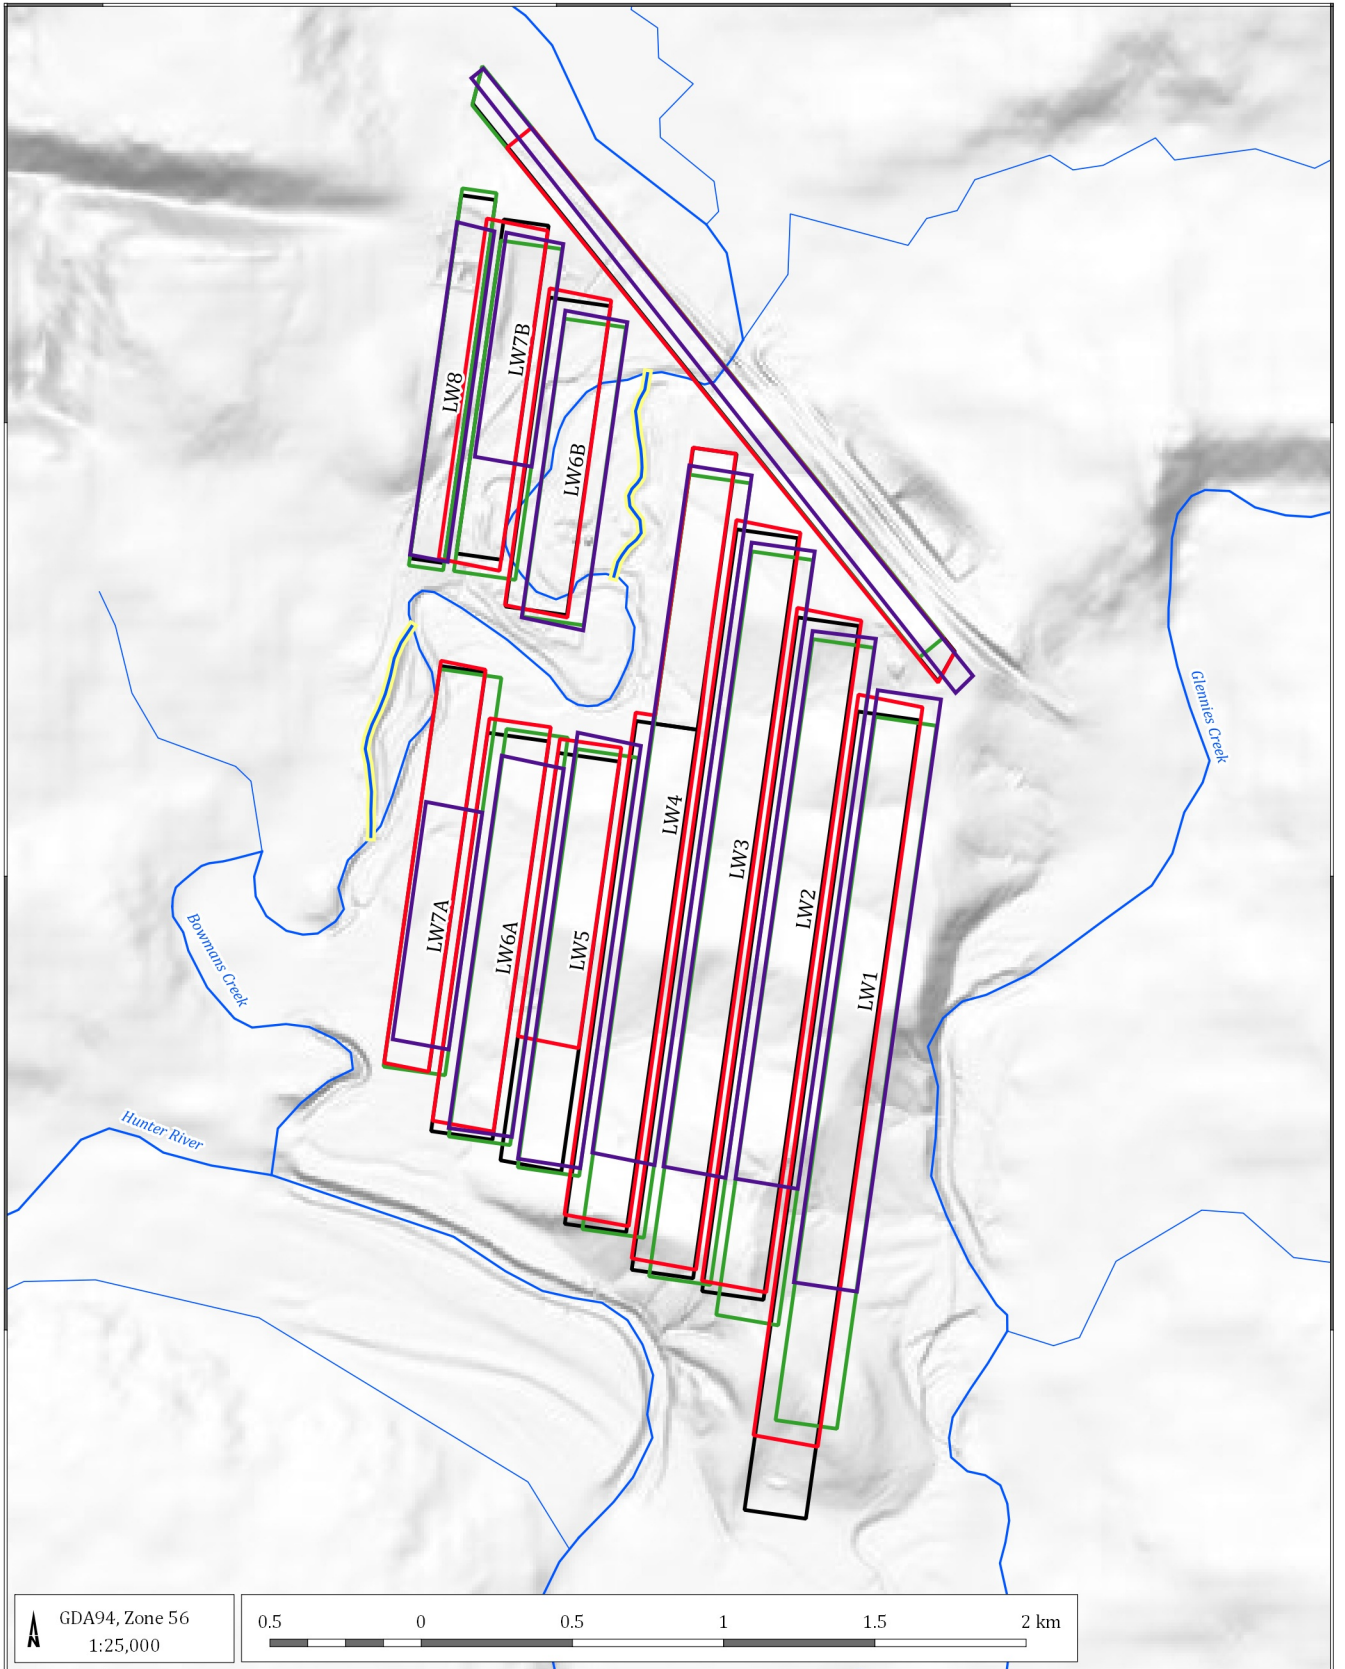 LW7B
LW8
LW6B
Glennies Creek
LW4
LW3
LW2
LW7A
LW6A
LW5
LW1
Bowmans Creek
Hunter River
N
GDA94, Zone 56
1:25,000
0.5 0 0.5 1 1.5 2 km